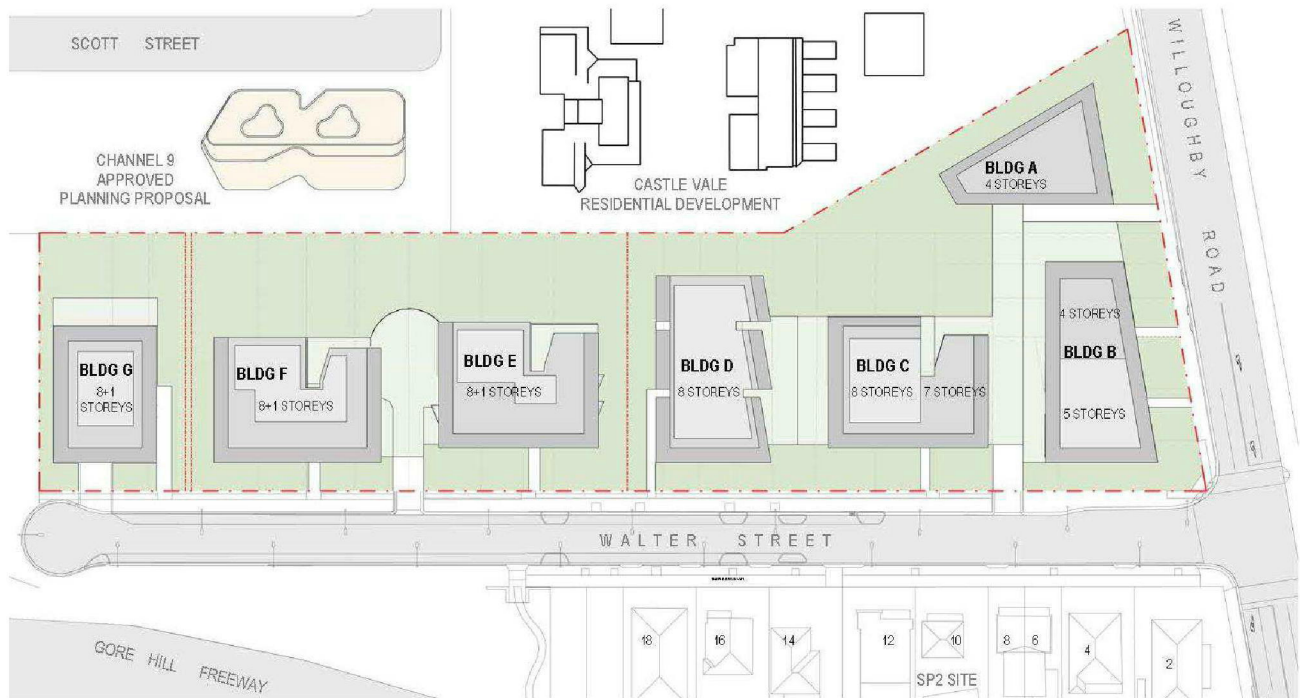 SCOTT STREET
WILLOUGHBY ROAD
CHANNEL 9
APPROVED
PLANNING PROPOSAL
CASTLE VALE
RESIDENTIAL DEVELOPMENT
BLDG A
4 STOREYS
BLDG G
8+1
STOREYS
BLDG F
8+1 STOREYS
BLDG E
8+1 STOREYS
BLDG D
8 STOREYS
BLDG C
8 STOREYS
7 STOREYS
4 STOREYS
BLDG B
5 STOREYS
WALTER STREET
GORE HILL FREEWAY
18
16
14
12
10
8
6
4
2
SP2 SITE